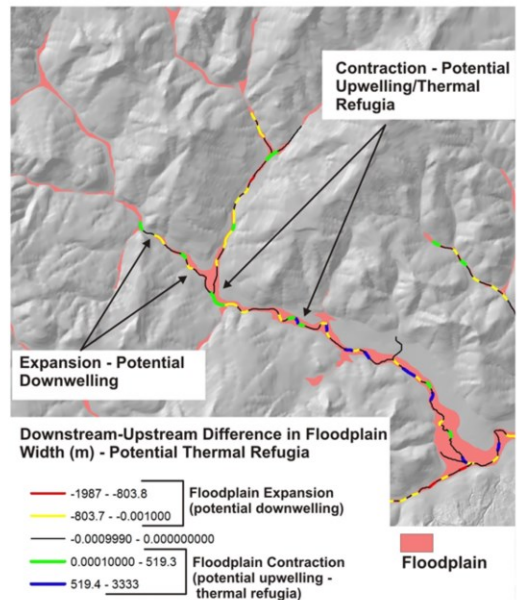 Contraction - Potential
Upwelling/Thermal
Refugia
Expansion - Potential
Downwelling
Downstream-Upstream Difference in Floodplain
Width (m) - Potential Thermal Refugia
-1987 - -803.8
-803.7 - -0.001000
-0.0009990 - 0.000000000
0.00010000 - 519.3
519.4 - 3333
Floodplain Expansion
(potential downwelling)
Floodplain Contraction
(potential upwelling -
thermal refugia)
Floodplain